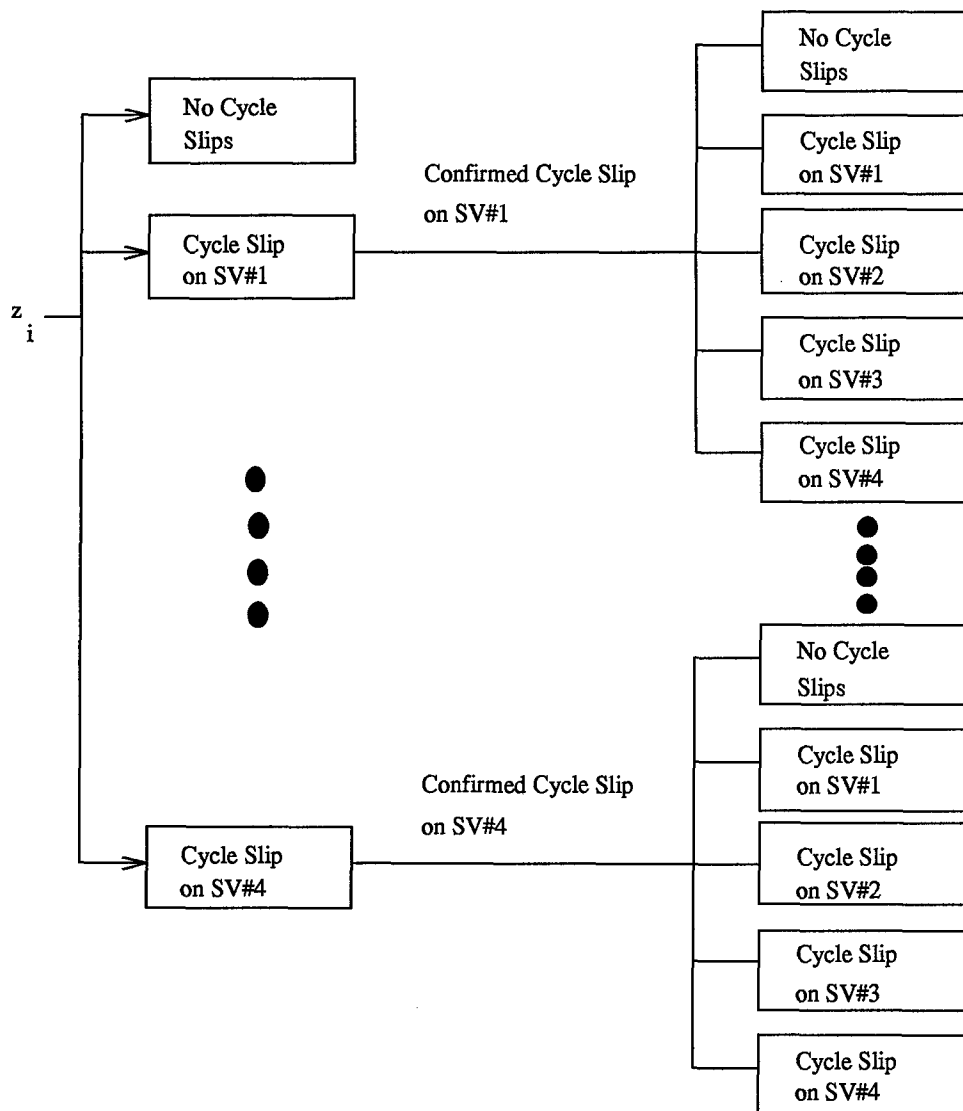 No Cycle
Slips
Cycle Slip
on SV#1
z
i
Cycle Slip
on SV#4
Confirmed Cycle Slip
on SV#1
Confirmed Cycle Slip
on SV#4
No Cycle
Slips
Cycle Slip
on SV#1
Cycle Slip
on SV#2
Cycle Slip
on SV#3
Cycle Slip
on SV#4
No Cycle
Slips
Cycle Slip
on SV#1
Cycle Slip
on SV#2
Cycle Slip
on SV#3
Cycle Slip
on SV#4